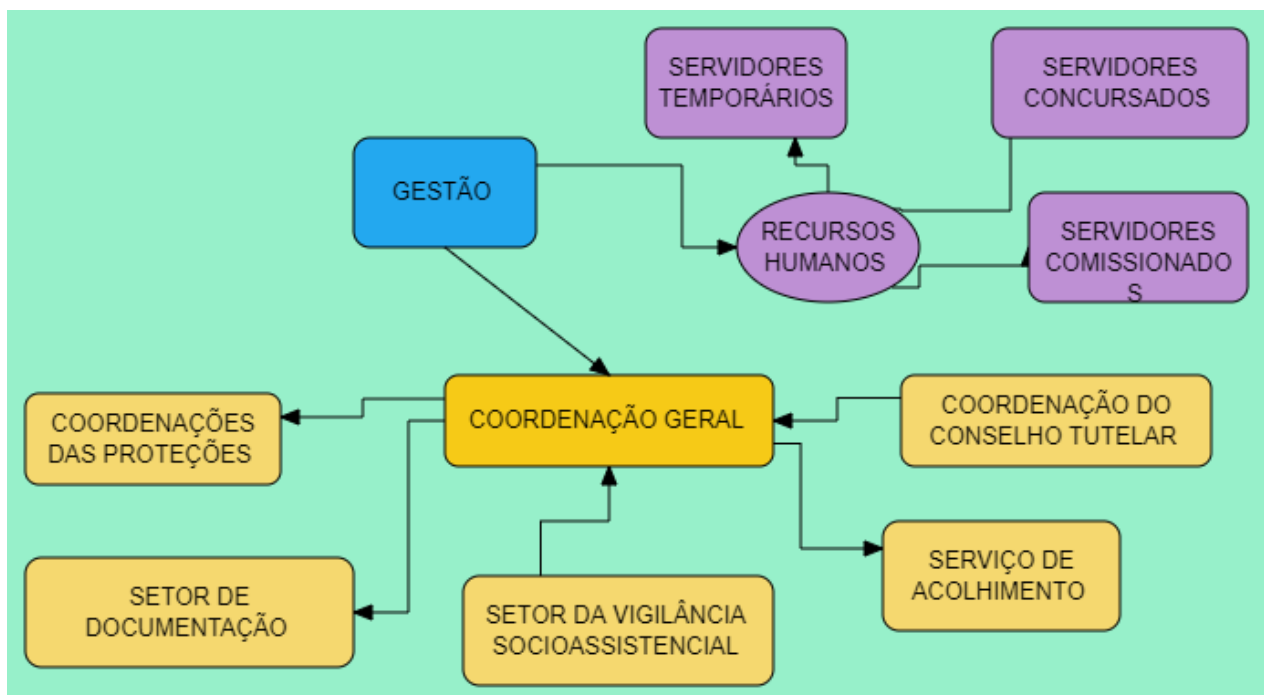 SERVIDORES
TEMPORÁRIOS
SERVIDORES
CONCURSADOS
GESTÃO
RECURSOS
HUMANOS
SERVIDORES
COMISSIONADO
S
COORDENAÇÕES
DAS PROTEÇÕES
COORDENAÇÃO GERAL
COORDENAÇÃO DO
CONSELHO TUTELAR
SETOR DE
DOCUMENTAÇÃO
SETOR DA VIGILÂNCIA
SOCIOASSISTENCIAL
SERVIÇO DE
ACOLHIMENTO